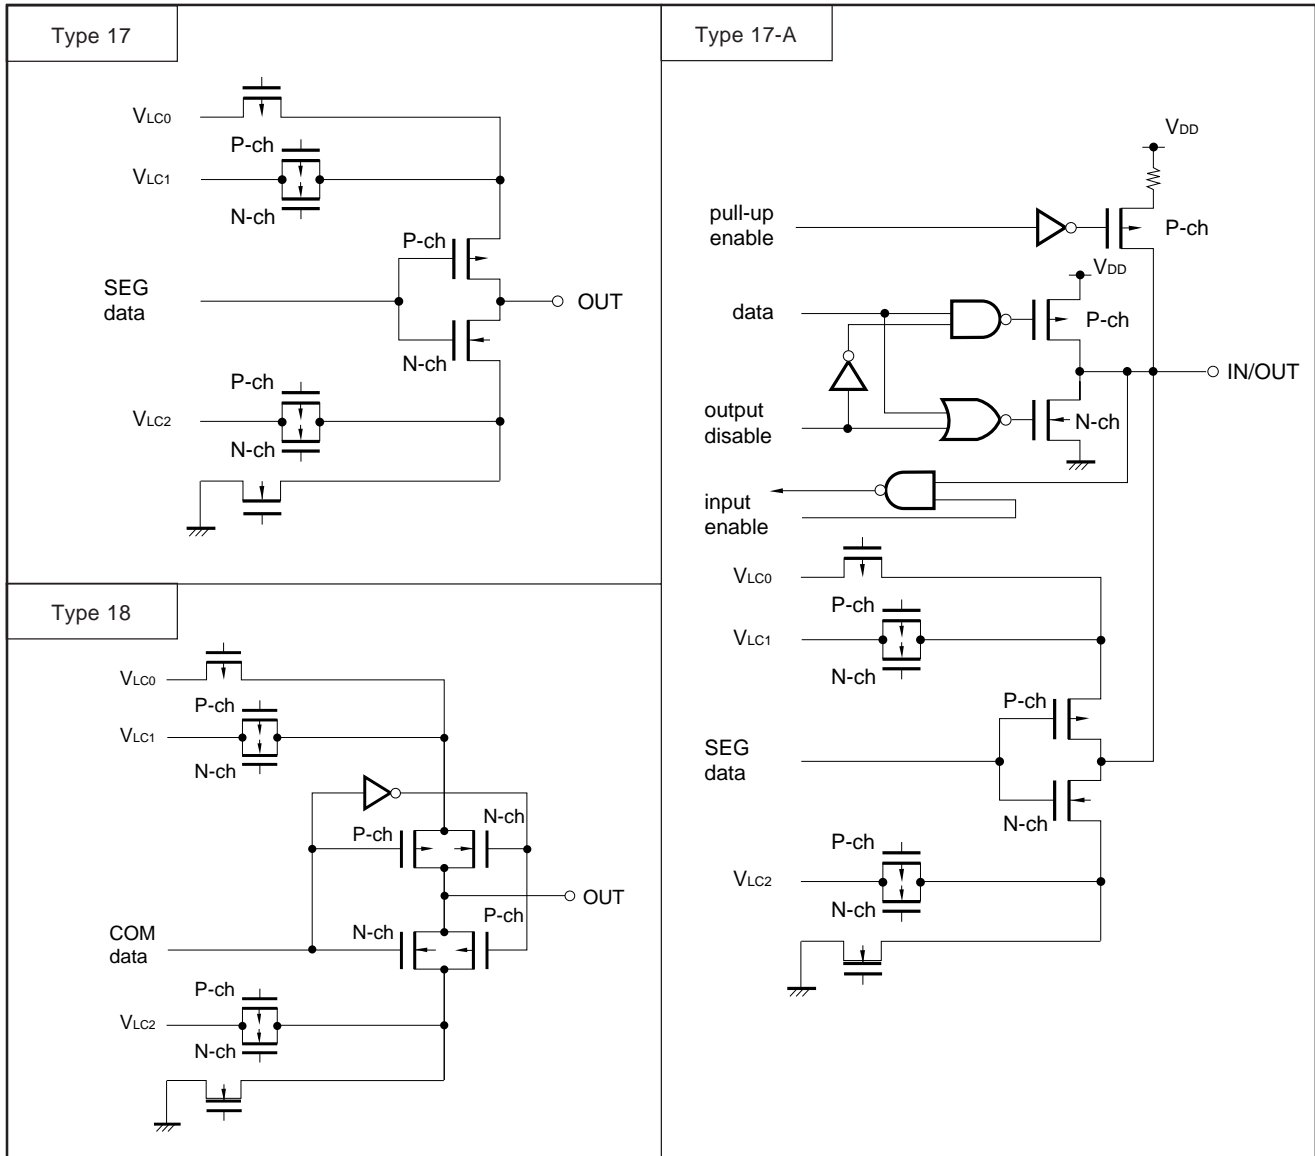 Type 17
VLC0
P-ch
VLC1
N-ch
P-ch
SEG
data
OUT
N-ch
P-ch
VLC2
N-ch
Type 18
VLC0
P-ch
VLC1
N-ch
N-ch
P-ch
OUT
P-ch
N-ch
COM
data
P-ch
VLC2
N-ch
Type 17-A
VDD
pull-up
enable
P-ch
VDD
data
P-ch
IN/OUT
output
disable
N-ch
input
enable
VLC0
P-ch
VLC1
N-ch
P-ch
SEG
data
N-ch
P-ch
VLC2
N-ch